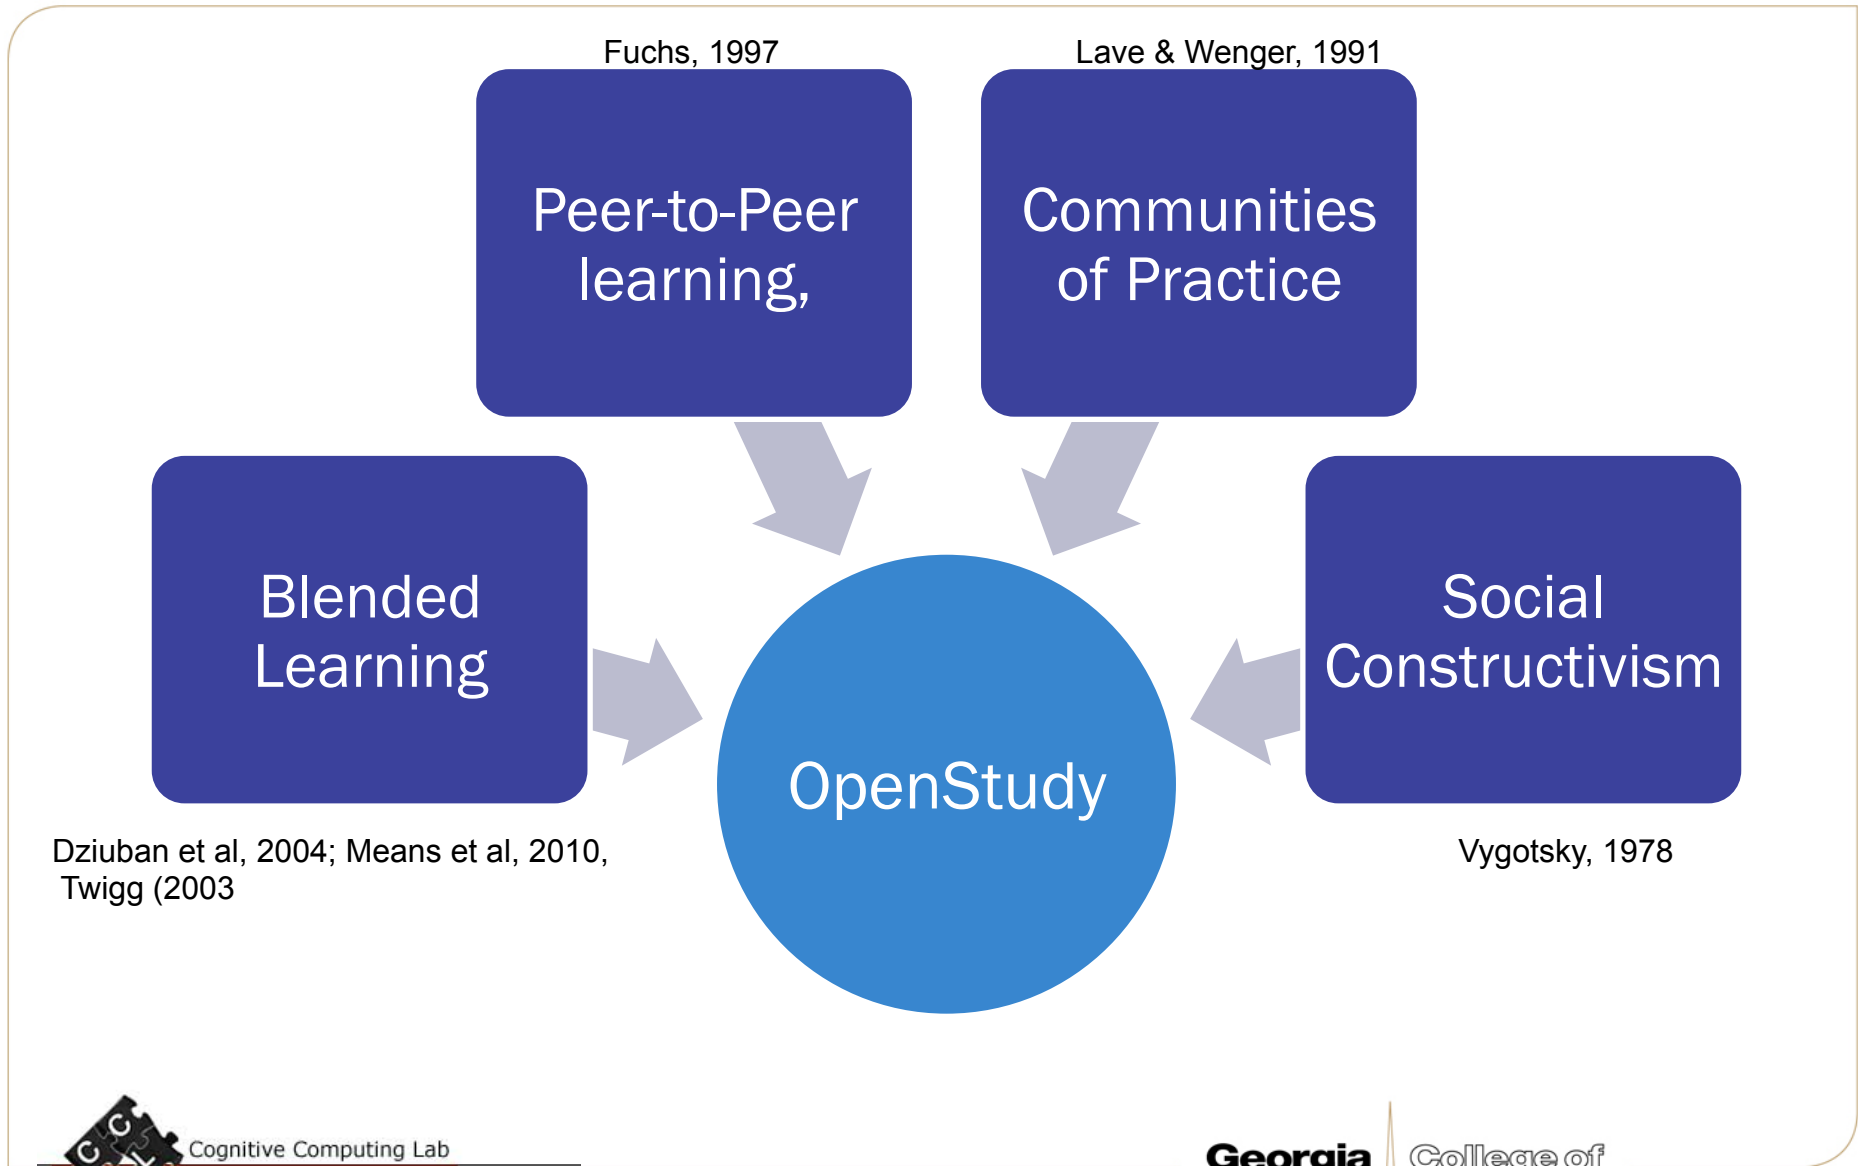 Fuchs, 1997
Lave & Wenger, 1991
Peer-to-Peer
learning,
Communities
of Practice
Blended
Learning
Social
Constructivism
OpenStudy
Dziuban et al, 2004; Means et al, 2010,
Twigg (2003
Vygotsky, 1978
C C
C L
Cognitive Computing Lab
Georgia
College of